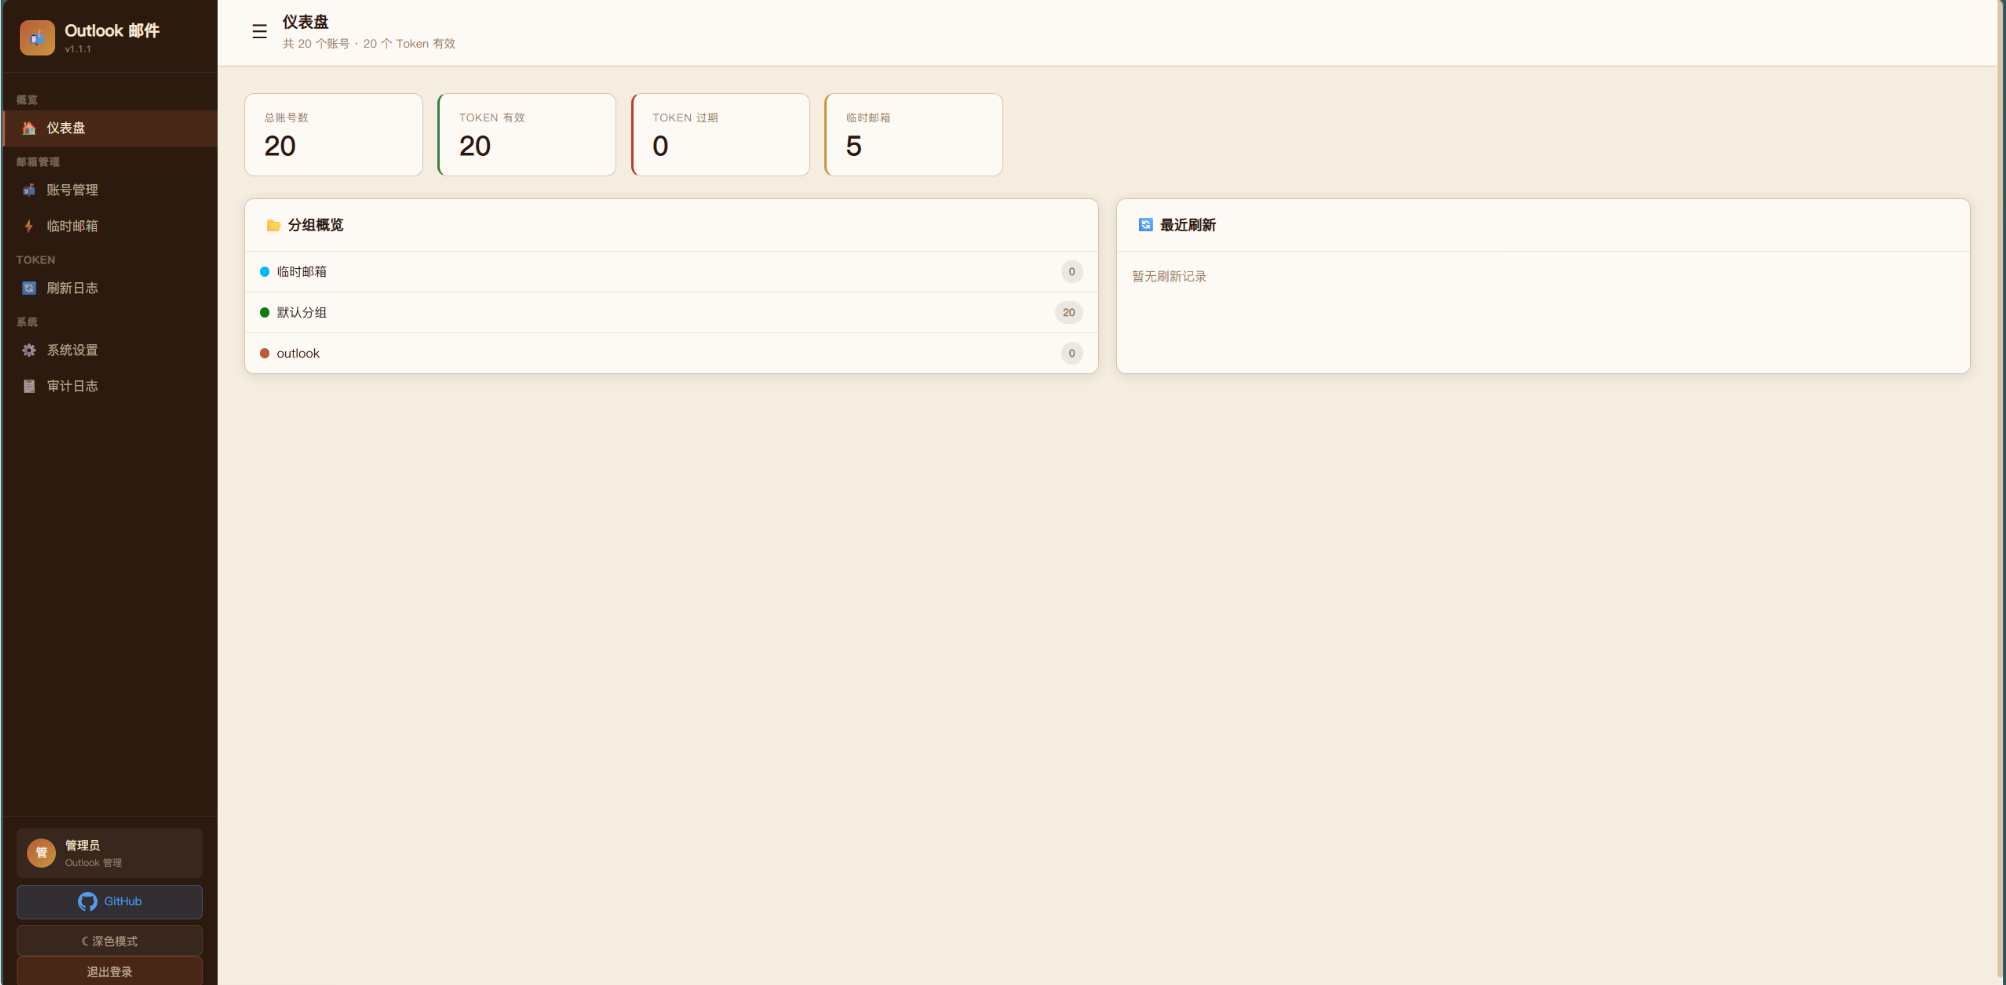 Outlook 邮件
v1.1.1
概览
仪表盘
邮箱管理
账号管理
临时邮箱
TOKEN
刷新日志
系统
系统设置
审计日志
管
管理员
Outlook 管理
GitHub
深色模式
退出登录
仪表盘
共 20 个账号 · 20 个 Token 有效
总账号数
20
TOKEN 有效
20
TOKEN 过期
0
临时邮箱
5
分组概览
临时邮箱 0
默认分组 20
outlook 0
最近刷新
暂无刷新记录